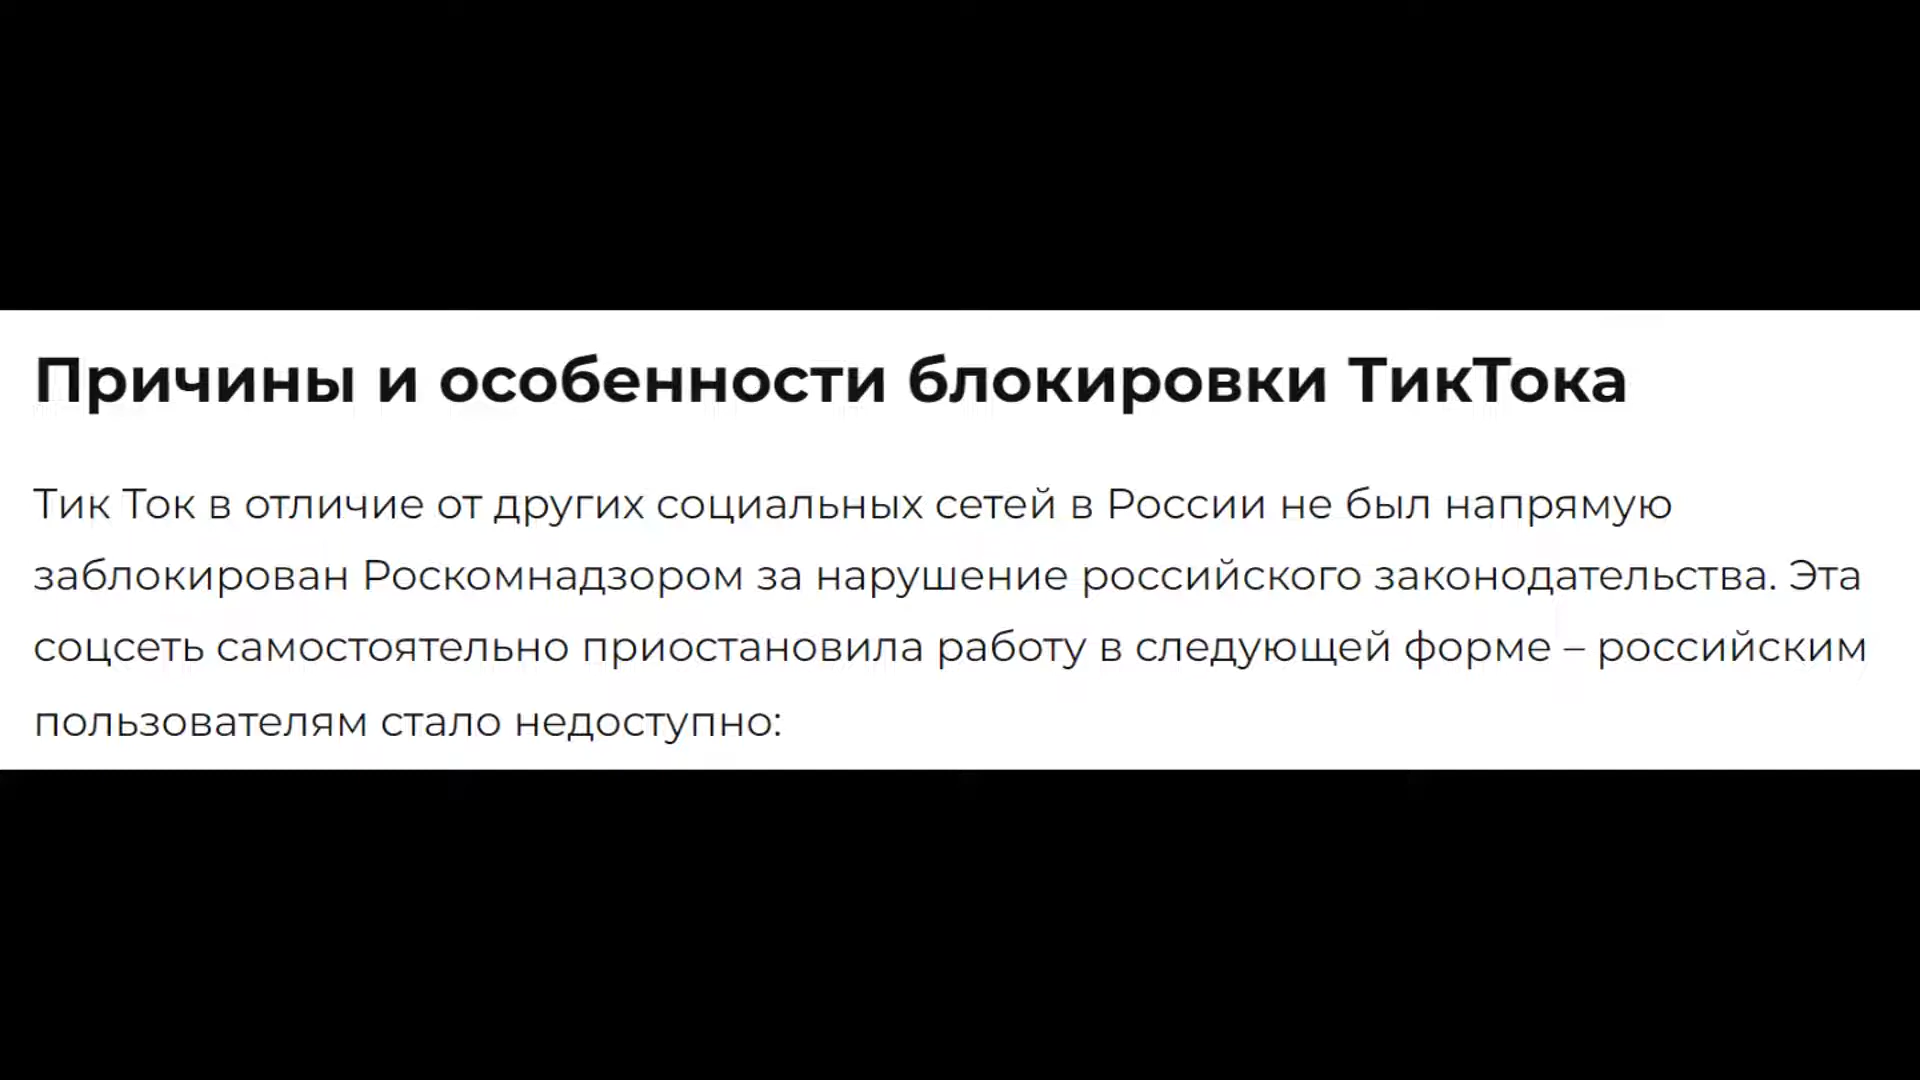 Причины и особенности блокировки ТикТока
Тик Ток в отличие от других социальных сетей в России не был напрямую
заблокирован Роскомнадзором за нарушение российского законодательства. Эта
соцсеть самостоятельно приостановила работу в следующей форме – российским
пользователям стало недоступно: